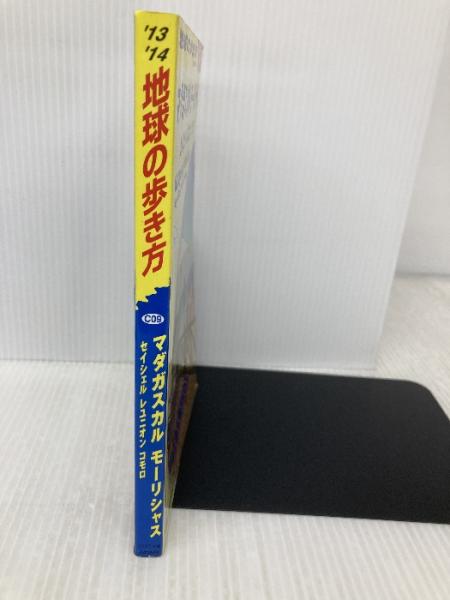 '13
'14
地球の歩き方
C09
マダガスカル モーリシャス
セイシェル レユニオン コモロ